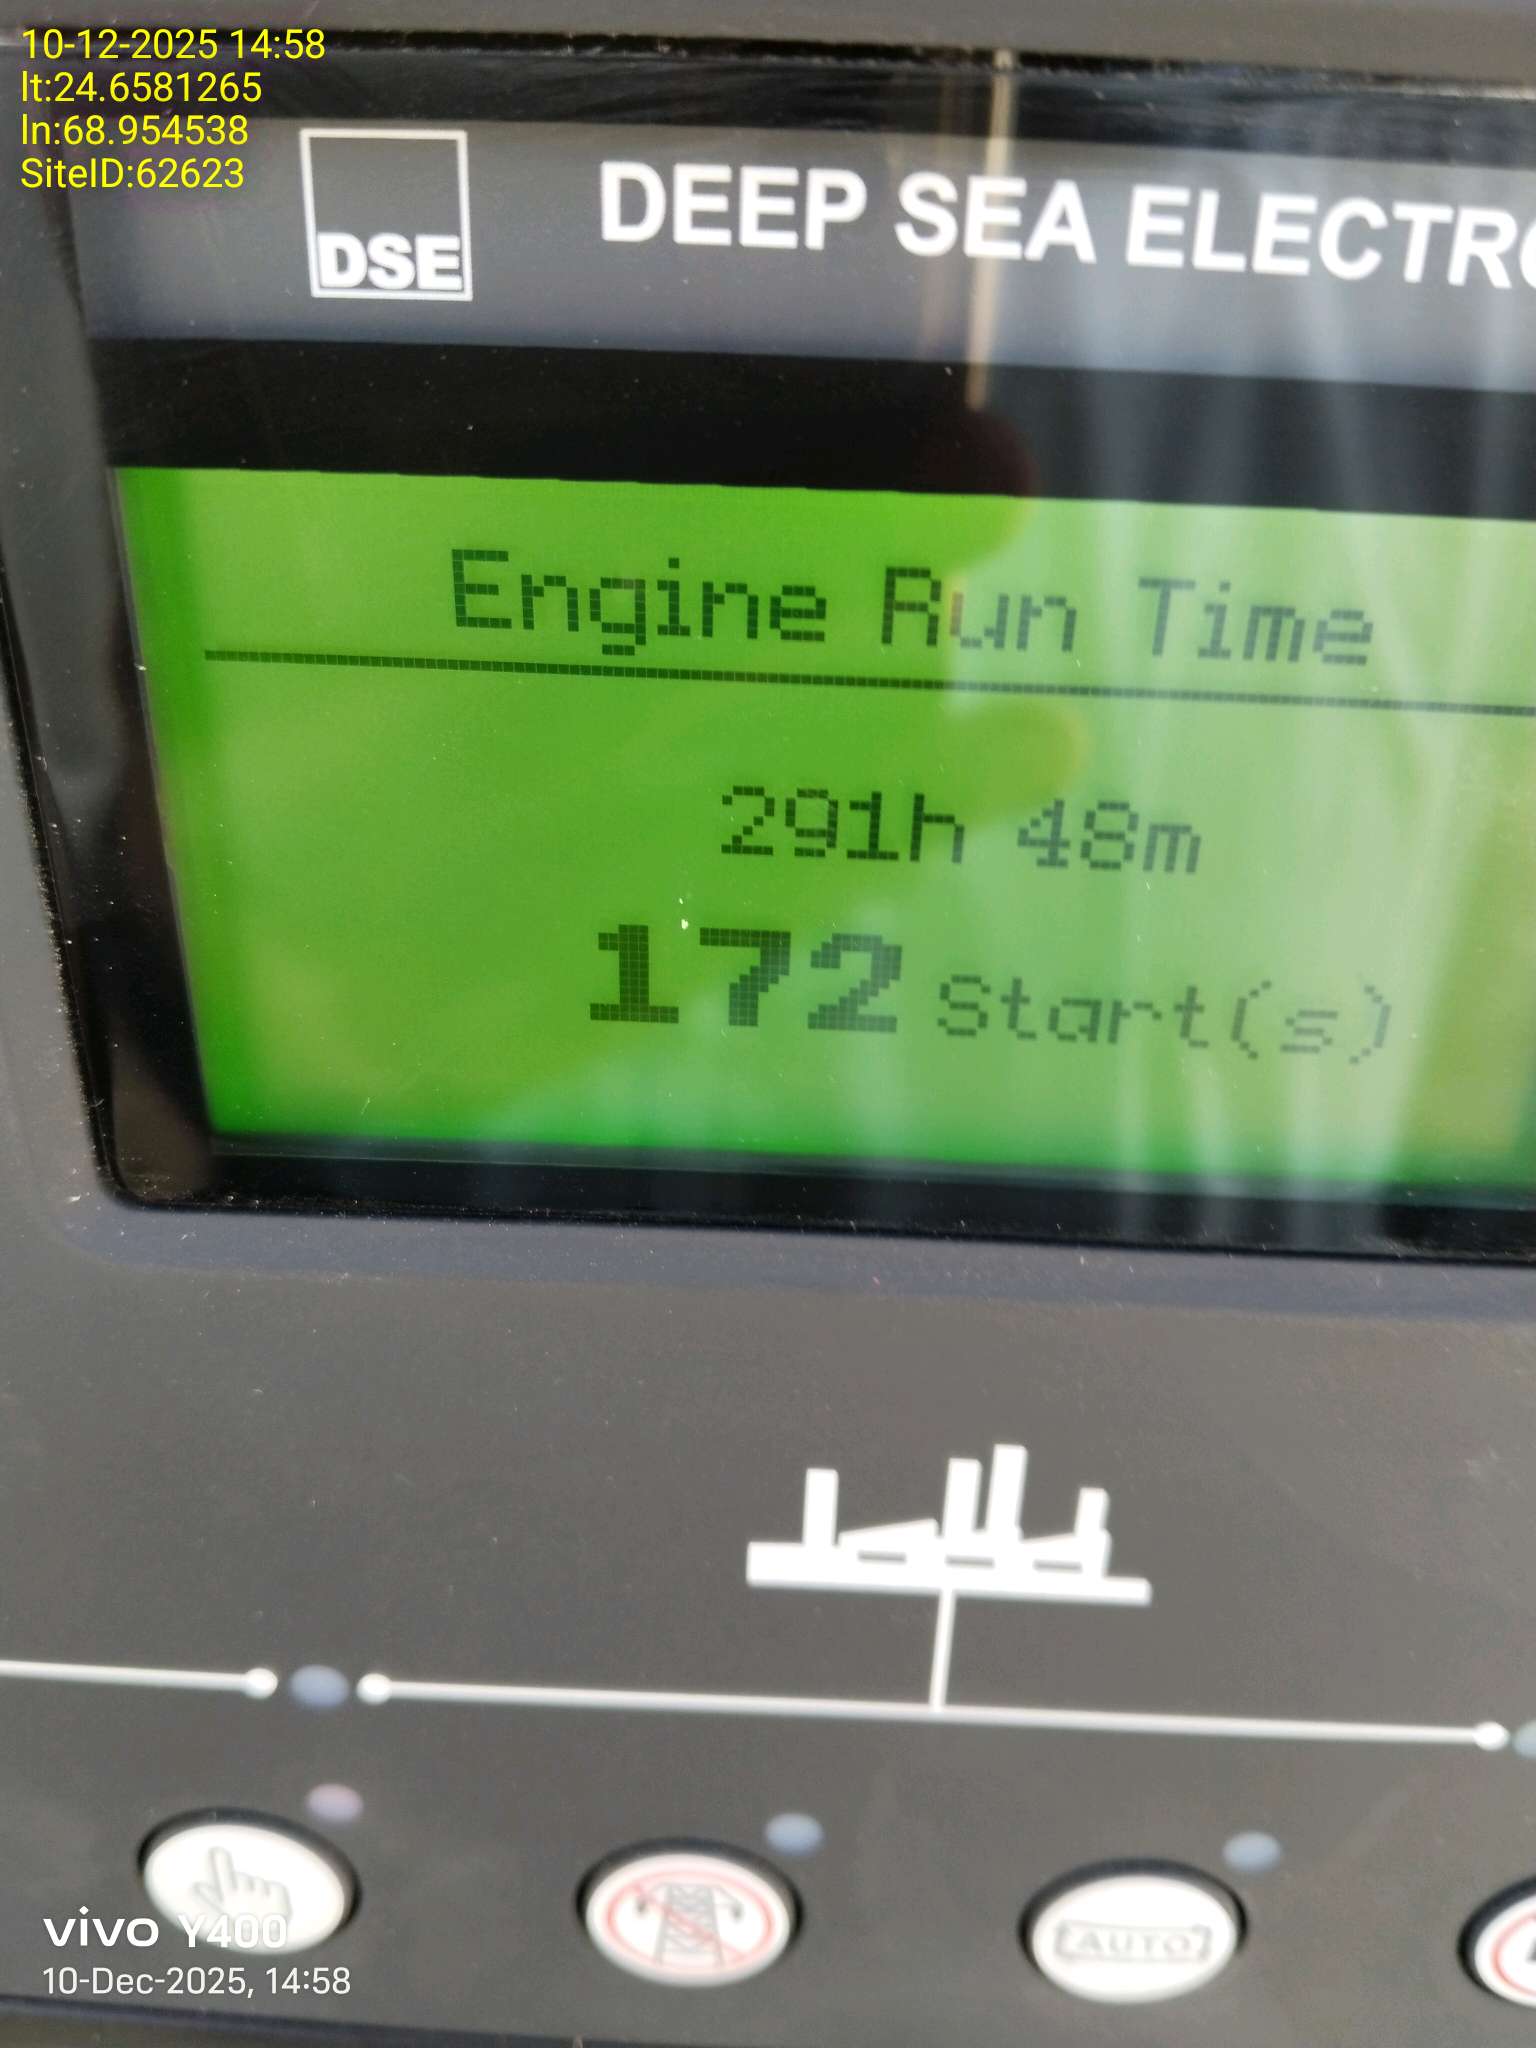 10-12-2025 14:58
lt:24.6581265
ln:68.954538
SiteID:62623
DSE
DEEP SEA ELECTRO
Engine Run Time
291h 48m
172 Start(s)
AUTO
vivo Y400
10-Dec-2025, 14:58